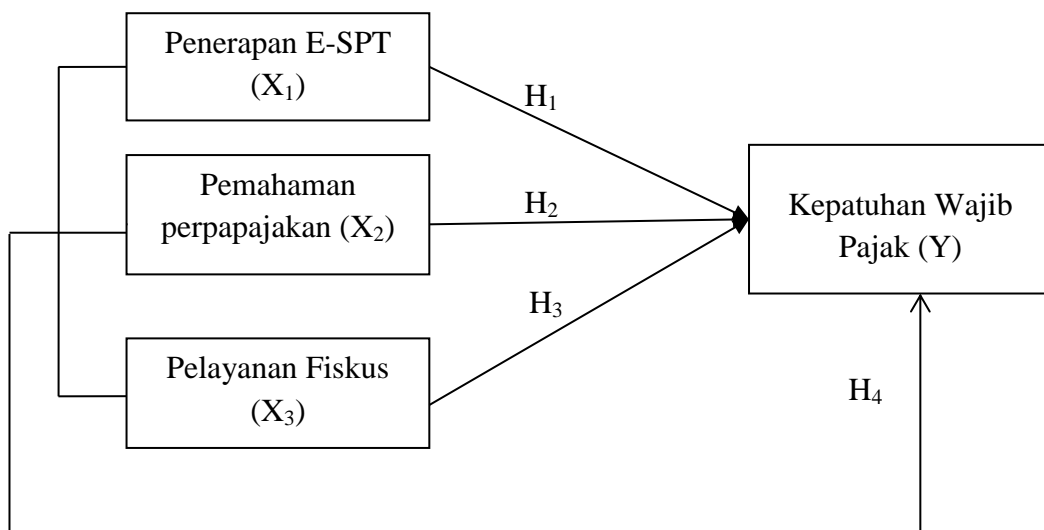 Penerapan E-SPT
(X₁)
H₁
Pemahaman
perpapajakan (X₂)
H₂
Kepatuhan Wajib
Pajak (Y)
H₃
Pelayanan Fiskus
(X₃)
H₄